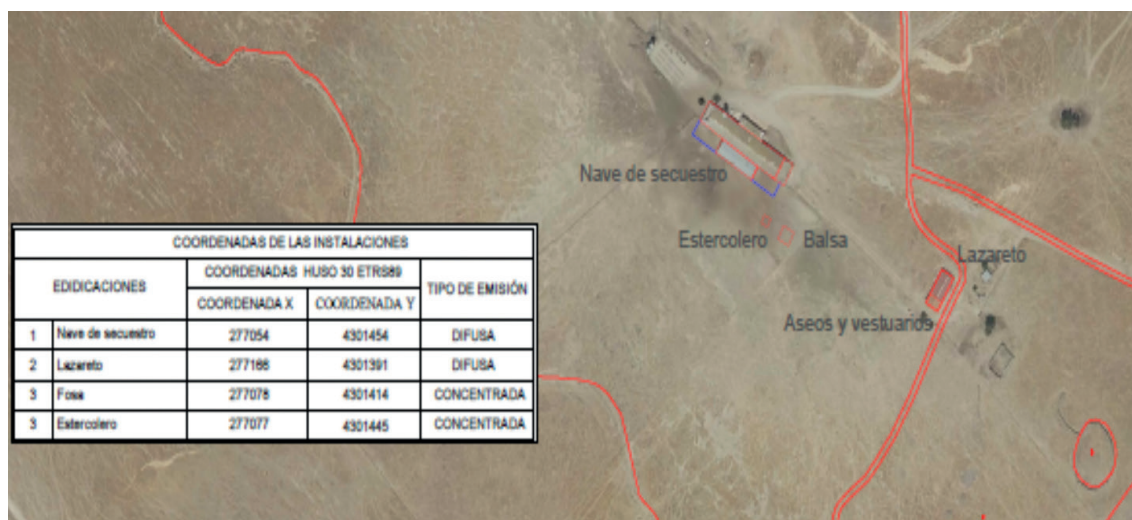 Nave de secuestro
Estercolero
Balsa
Lazareto
Aseos y vestuarios
COORDENADAS DE LAS INSTALACIONES
EDIDICACIONES
COORDENADAS HUSO 30 ETRS89
TIPO DE EMISIÓN
COORDENADA X
COORDENADA Y
1 Nave de secuestro 277054 4301454 DIFUSA
2 Lazareto 277166 4301391 DIFUSA
3 Fosa 277078 4301414 CONCENTRADA
3 Estercolero 277077 4301445 CONCENTRADA